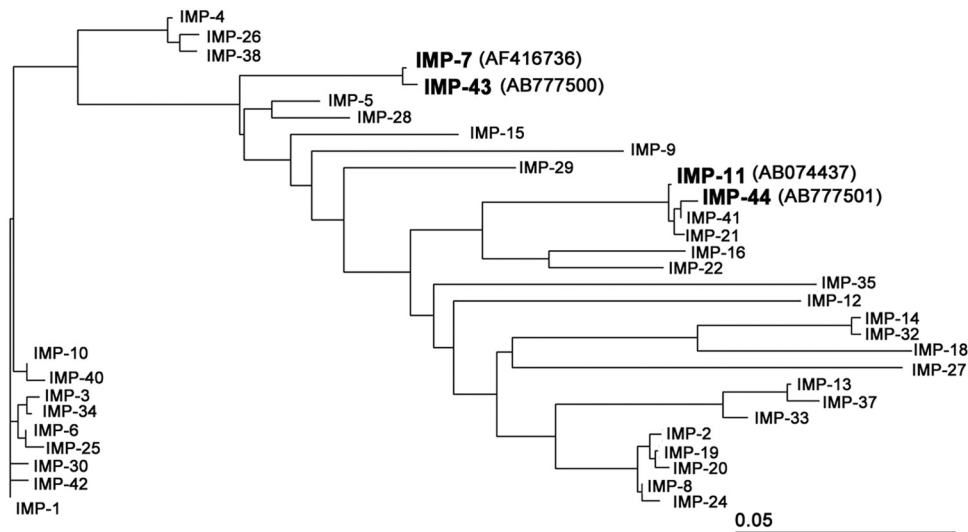 IMP-4
IMP-26
IMP-38
IMP-7 (AF416736)
IMP-43 (AB777500)
IMP-5
IMP-28
IMP-15
IMP-9
IMP-29
IMP-11 (AB074437)
IMP-44 (AB777501)
IMP-41
IMP-21
IMP-16
IMP-22
IMP-35
IMP-12
IMP-14
IMP-32
IMP-18
IMP-27
IMP-13
IMP-37
IMP-33
IMP-2
IMP-19
IMP-20
IMP-8
IMP-24
IMP-10
IMP-40
IMP-3
IMP-34
IMP-6
IMP-25
IMP-30
IMP-42
IMP-1
0.05